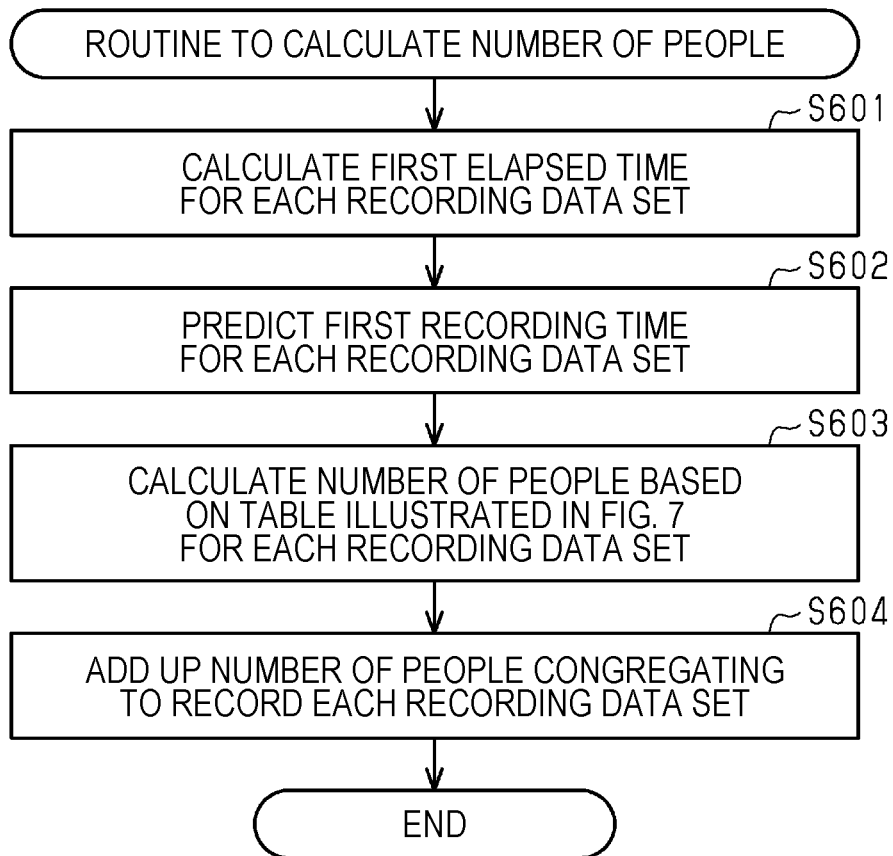 ROUTINE TO CALCULATE NUMBER OF PEOPLE
S601
CALCULATE FIRST ELAPSED TIME
FOR EACH RECORDING DATA SET
S602
PREDICT FIRST RECORDING TIME
FOR EACH RECORDING DATA SET
S603
CALCULATE NUMBER OF PEOPLE BASED
ON TABLE ILLUSTRATED IN FIG. 7
FOR EACH RECORDING DATA SET
S604
ADD UP NUMBER OF PEOPLE CONGREGATING
TO RECORD EACH RECORDING DATA SET
END